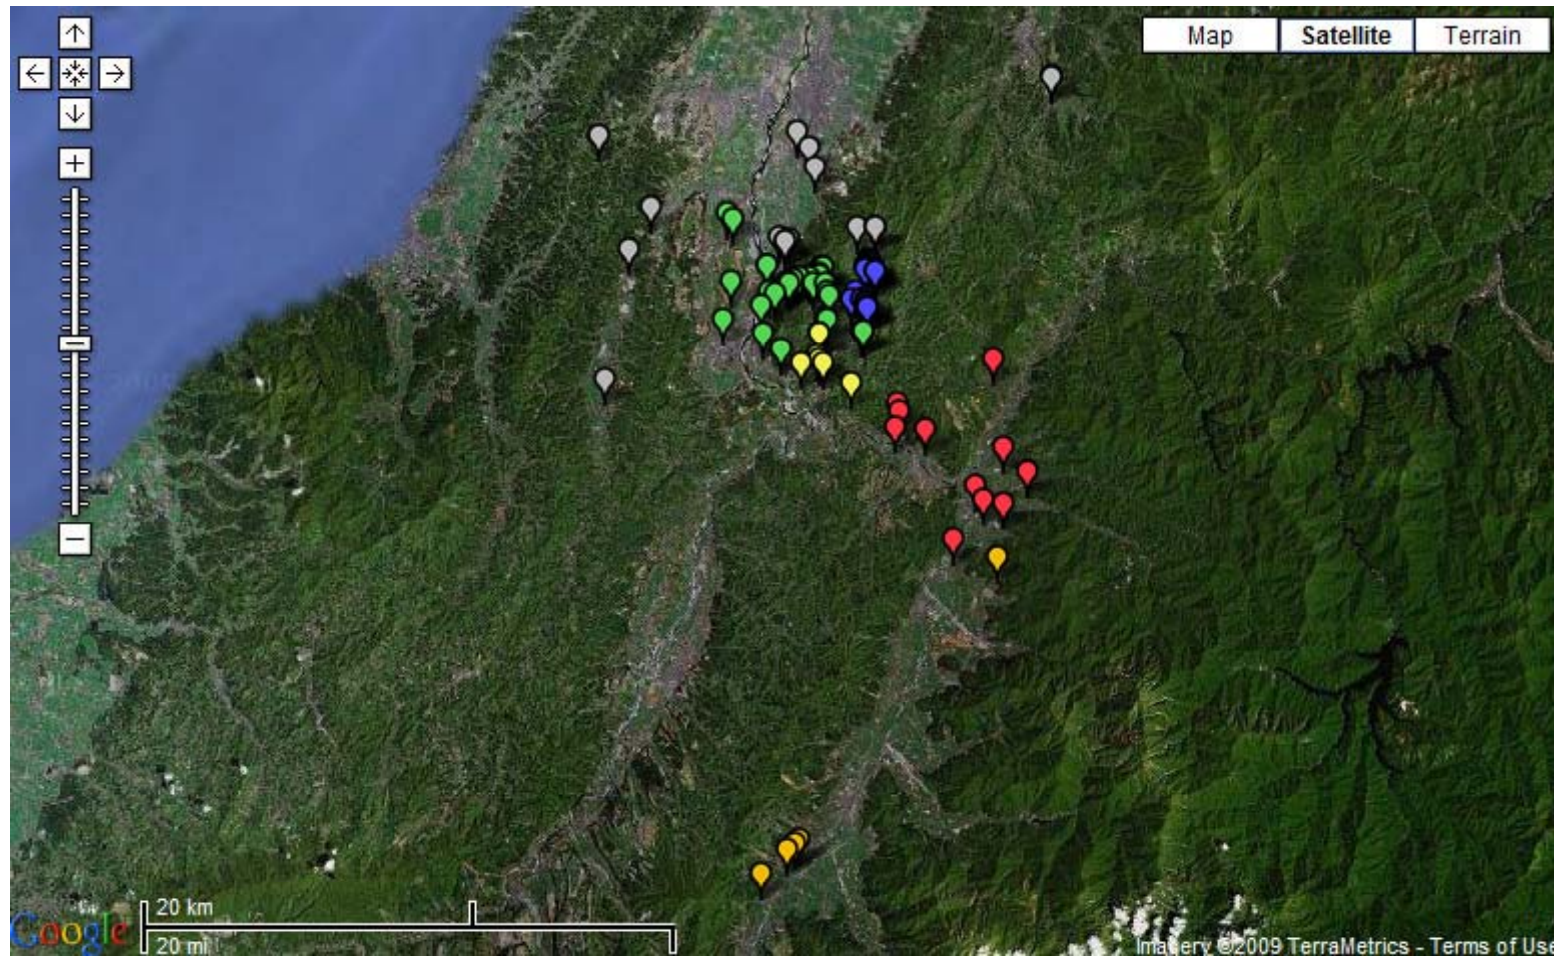 Map
Satellite
Terrain
20 km
20 mi
Google
Imagery ©2009 TerraMetrics - Terms of Use